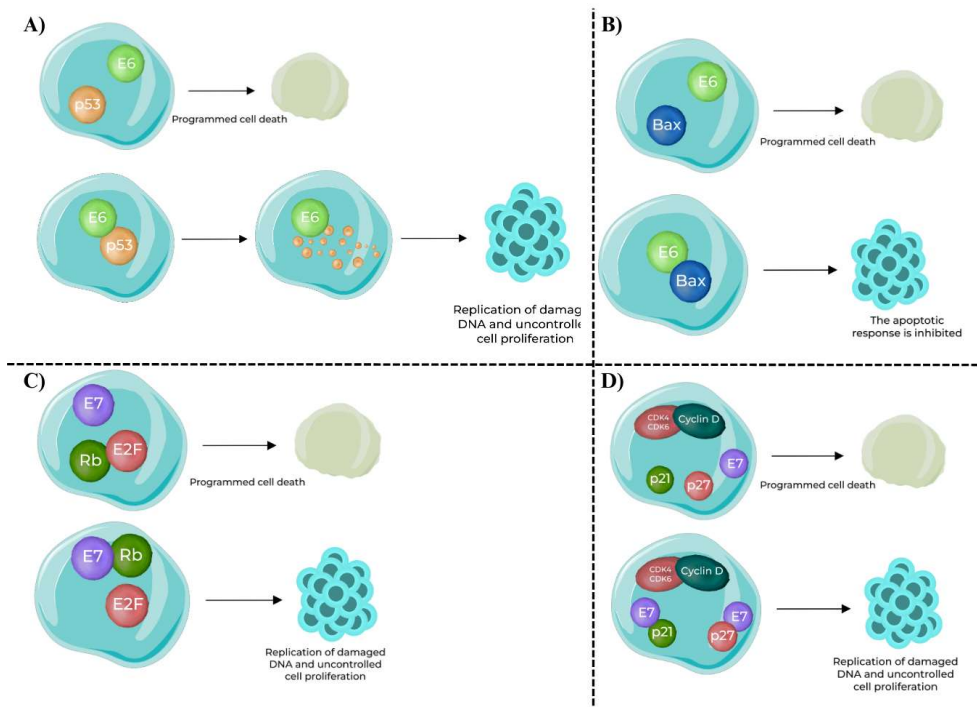 A)
E6
p53
Programmed cell death
E6
p53
E6
Replication of damag
DNA and uncontrolle
cell proliferation
B)
E6
Bax
Programmed cell death
E6
Bax
The apoptotic
response is inhibited
C)
E7
Rb
E2F
Programmed cell death
E7
Rb
E2F
Replication of damaged
DNA and uncontrolled
cell proliferation
D)
CDK4
CDK6
Cyclin D
E7
p21
p27
Programmed cell death
CDK4
CDK6
Cyclin D
E7
p21
E7
p27
Replication of damaged
DNA and uncontrolled
cell proliferation